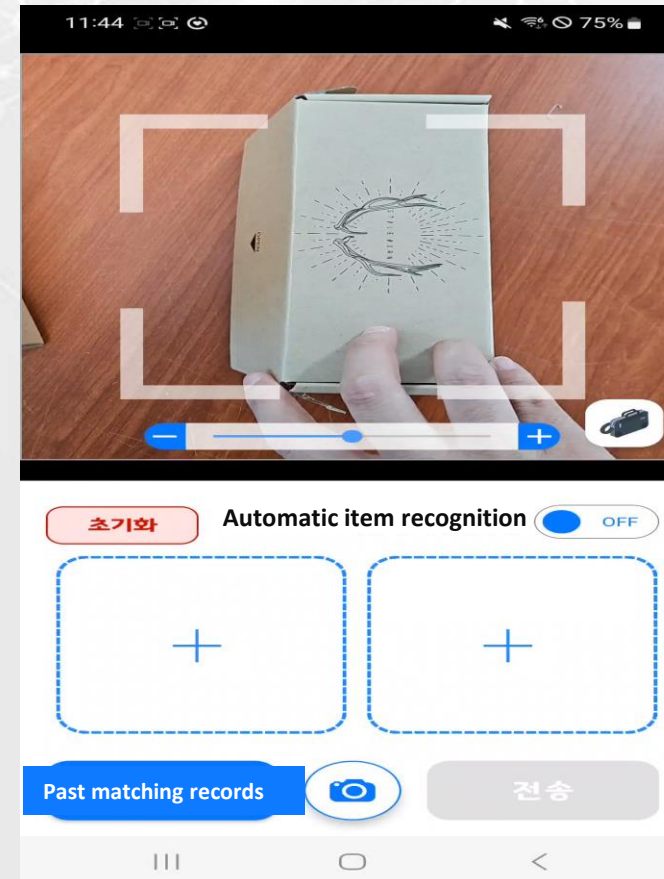 11:44
75%
초기화
Automatic item recognition
OFF
Past matching records
전송